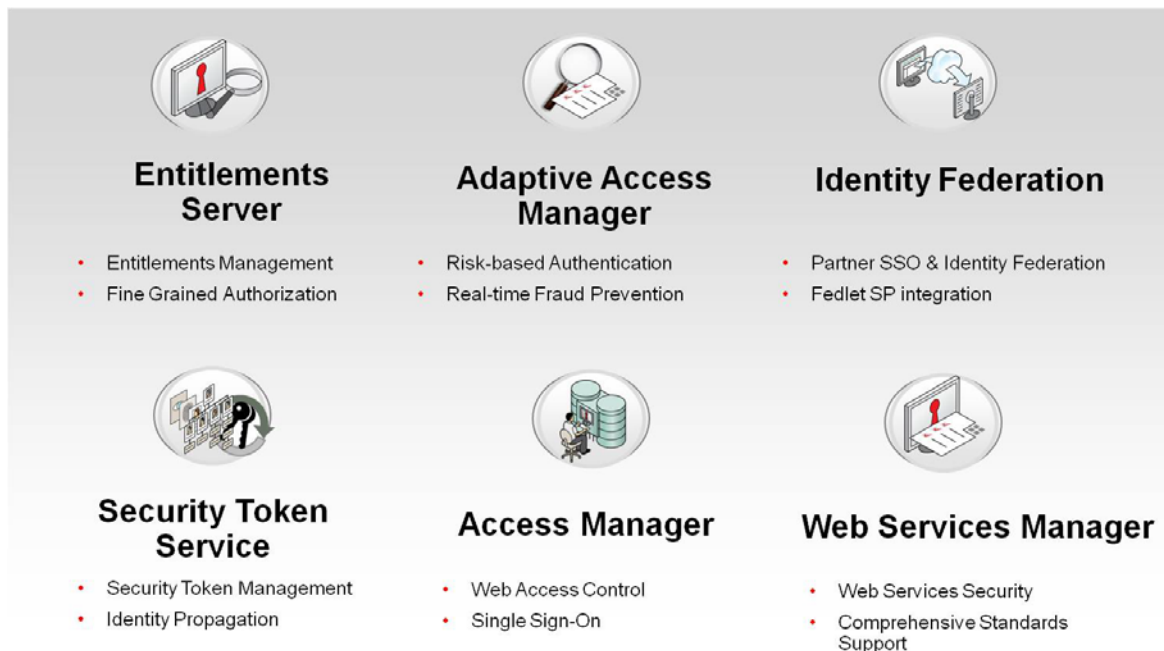 Entitlements
Server
• Entitlements Management
• Fine Grained Authorization
Adaptive Access
Manager
• Risk-based Authentication
• Real-time Fraud Prevention
Identity Federation
• Partner SSO & Identity Federation
• Fedlet SP integration
Security Token
Service
• Security Token Management
• Identity Propagation
Access Manager
• Web Access Control
• Single Sign-On
Web Services Manager
• Web Services Security
• Comprehensive Standards
Support